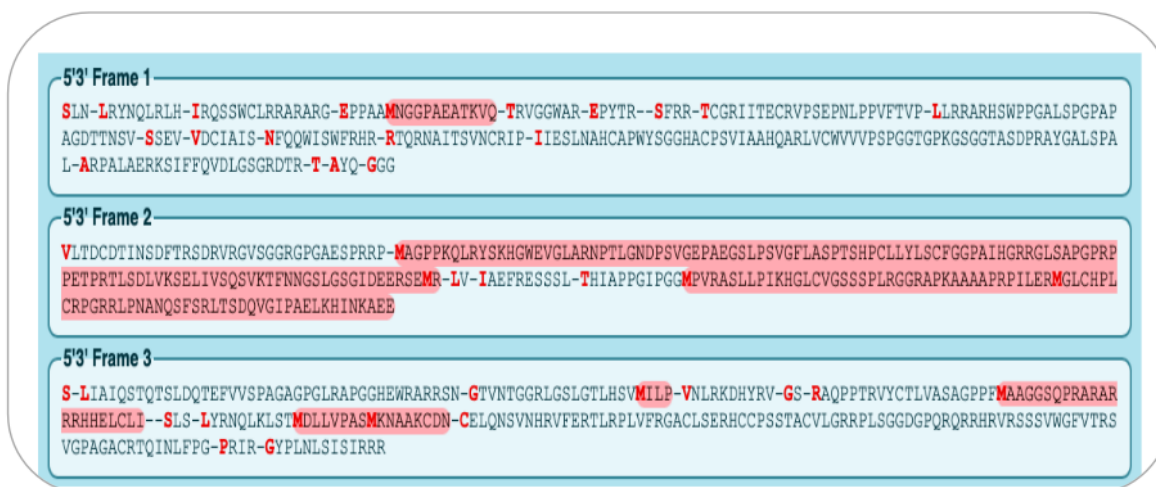 5'3' Frame 1
SLN-LRYNQLRLH-IRQSSWCLRRARARG-EPPAAMNGGPAEATKVQ-TRVGGWAR-EPYTR--SFRR-TCGRIITECRVPSEPNLPPVFTVP-LLRRARHSWPPGALSPGPAP
AGDTTNSV-SSEV-VDCIAIS-NFQQWISWFRHR-RTQRNAITSVNCRIP-IIESLNAHCAPWYSGGHACPSVIAAHQARLVCWVVVPSPGGTGPKGSGGTASDPRAYGALSPA
L-ARPALAERKSIFFQVDLGSGRDTR-T-AYQ-GGG
5'3' Frame 2
VLTDCDTINSDFTRSDRVRGVSGGRGPGAESPRRP-MAGPPKQLRYSKHGWEVGLARNPTLGNDPSVGEPAEGSLPSVGFLASPTSHPCLLYLSCFGGPAIHGRRGLSAPGPRP
PETPRTLSDLVKSELIVSQSVKTFNNGSLGSGIDEERSEMR-LV-IAEFRESSSL-THIAPPGIPGGMPVRASLLPIKHGLCVGSSSPLRGGRAPKAAAAPRPILERMGLCHPL
CRPGRRLPNANQSFSRLTSDQVGIPAELKHINKAEE
5'3' Frame 3
S-LIAIQSTQTSLDQTEFVVSPAGAGPGLRAPGGHEWRARRSN-GTVNTGGRLGSLGTLHSVMILP-VNLRKDHYRV-GS-RAQPPTRVYCTLVASAGPPFMAAGGSQPRARAR
RRHHELCLI--SLS-LYRNQLKLSTMDLLVPASMKNAAKCDN-CELQNSVNHRVFERTLRPLVFRGACLSERHCCPSSTACVLGRRPLSGGDGPQRQRRHRVRSSSVWGFVTRS
VGPAGACRTQINLFPG-PRIR-GYPLNLSISIRRR